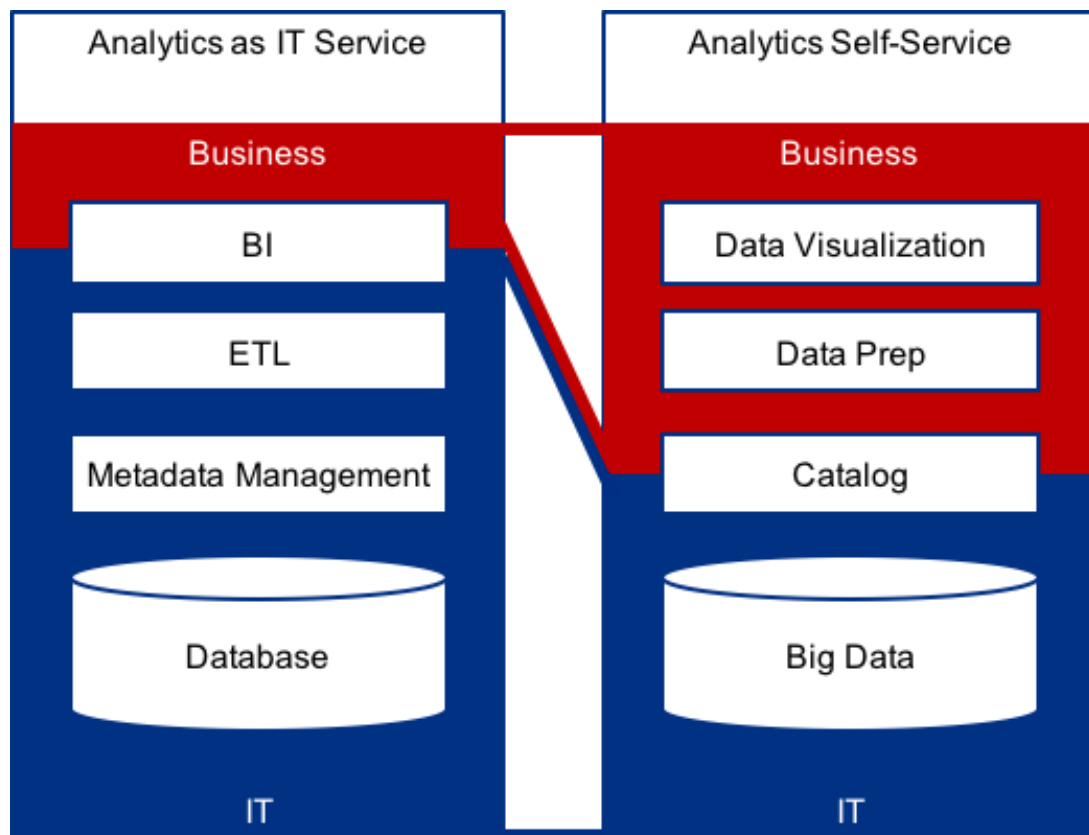 Analytics as IT Service
Business
BI
ETL
Metadata Management
Database
IT
Analytics Self-Service
Business
Data Visualization
Data Prep
Catalog
Big Data
IT